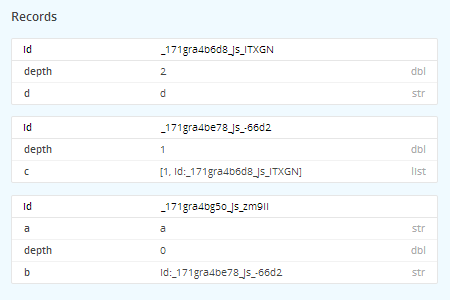 Records
Id _171gra4b6d8_Js_ITXGN
depth 2 dbl
d d str
Id _171gra4be78_Js_-66d2
depth 1 dbl
c [1, Id:_171gra4b6d8_Js_ITXGN] list
Id _171gra4bg5o_Js_zm9II
a a str
depth 0 dbl
b Id:_171gra4be78_Js_-66d2 str